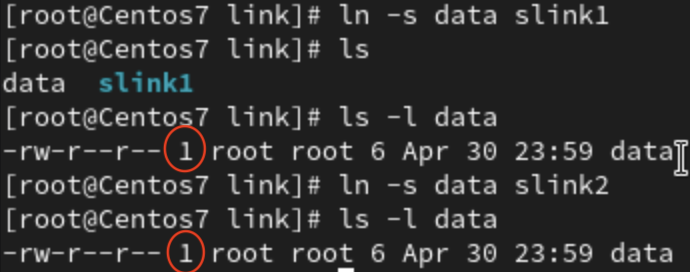 [root@Centos7 link]# ln -s data slink1
[root@Centos7 link]# ls
data  slink1
[root@Centos7 link]# ls -l data
-rw-r--r-- 1 root root 6 Apr 30 23:59 data
[root@Centos7 link]# ln -s data slink2
[root@Centos7 link]# ls -l data
-rw-r--r-- 1 root root 6 Apr 30 23:59 data